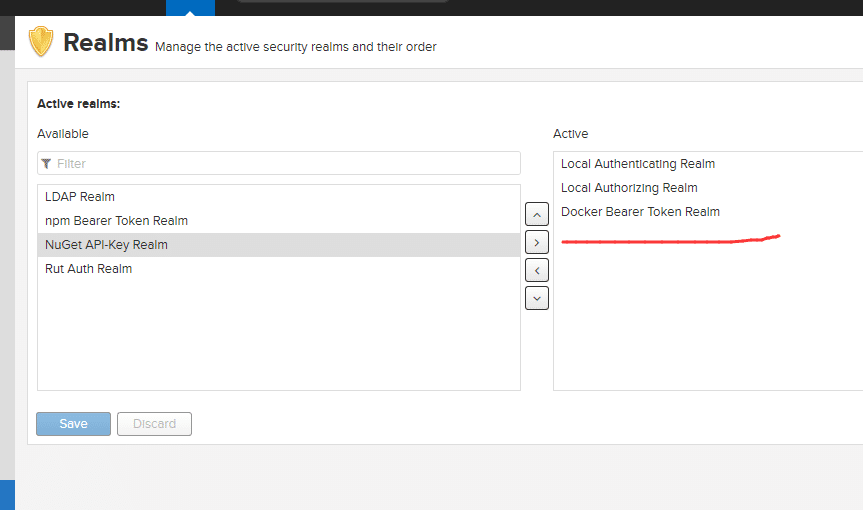 Realms Manage the active security realms and their order
Active realms:
Available
Active
Filter
LDAP Realm
npm Bearer Token Realm
NuGet API-Key Realm
Rut Auth Realm
Local Authenticating Realm
Local Authorizing Realm
Docker Bearer Token Realm
Save
Discard